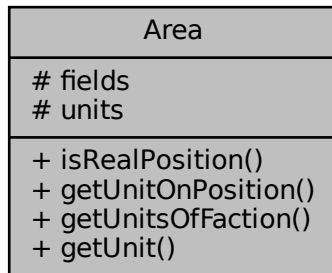 Area
# fields
# units
+ isRealPosition()
+ getUnitOnPosition()
+ getUnitsOfFaction()
+ getUnit()